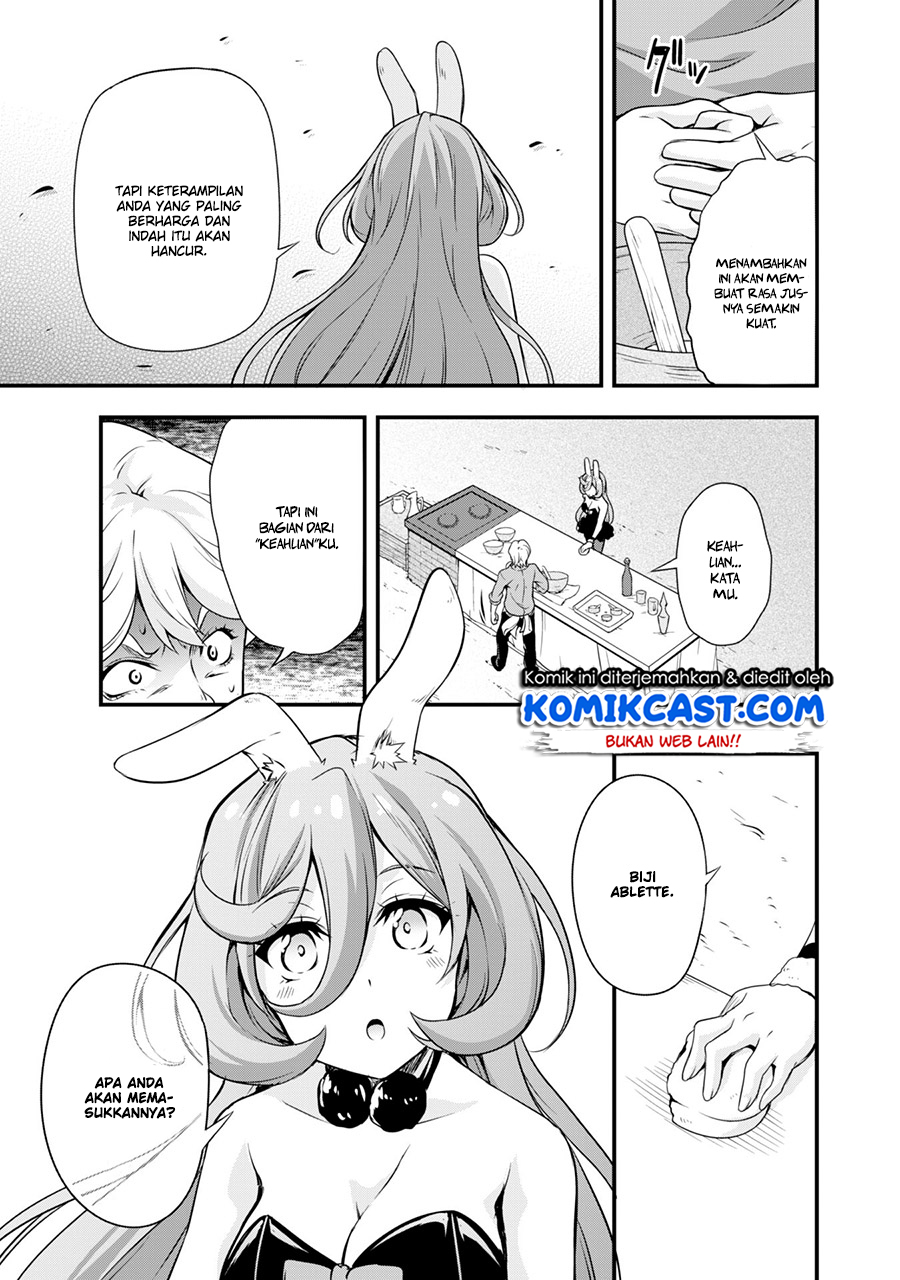 グッ
MENAMBAHKAN
INI AKAN MEM-
BUAT RASA JUS-
NYA SEMAKIN
KUAT.
TAPI KETERAMPILAN
ANDA YANG PALING
BERHARGA DAN
INDAH ITU AKAN
HANCUR.
KEAH-
LIAN...
KATA
MU.
TAPI INI
BAGIAN DARI
"KEAHLIAN"KU.
Komik ini diterjemahkan & diedit oleh
KOMIKCAST.COM
BUKAN WEB LAIN!!
BIJI
ABLETTE.
APA ANDA
AKAN MEMA-
SUKKANNYA?